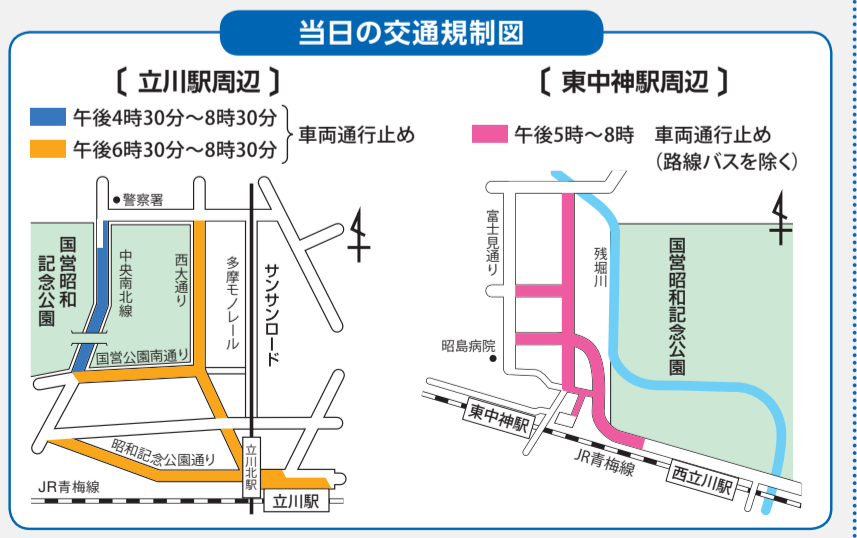 当日の交通規制図
〔 立川駅周辺 〕
午後4時30分〜8時30分
午後6時30分〜8時30分
車両通行止め
警察署
国営昭和
記念公園
中央南北線
西大通り
多摩モノレール
サンサンロード
国営公園南通り
昭和記念公園通り
立川北駅
JR青梅線
立川駅
〔 東中神駅周辺 〕
午後5時〜8時 車両通行止め
（路線バスを除く）
富士見通り
残堀川
国営昭和記念公園
昭島病院
東中神駅
JR青梅線
西立川駅